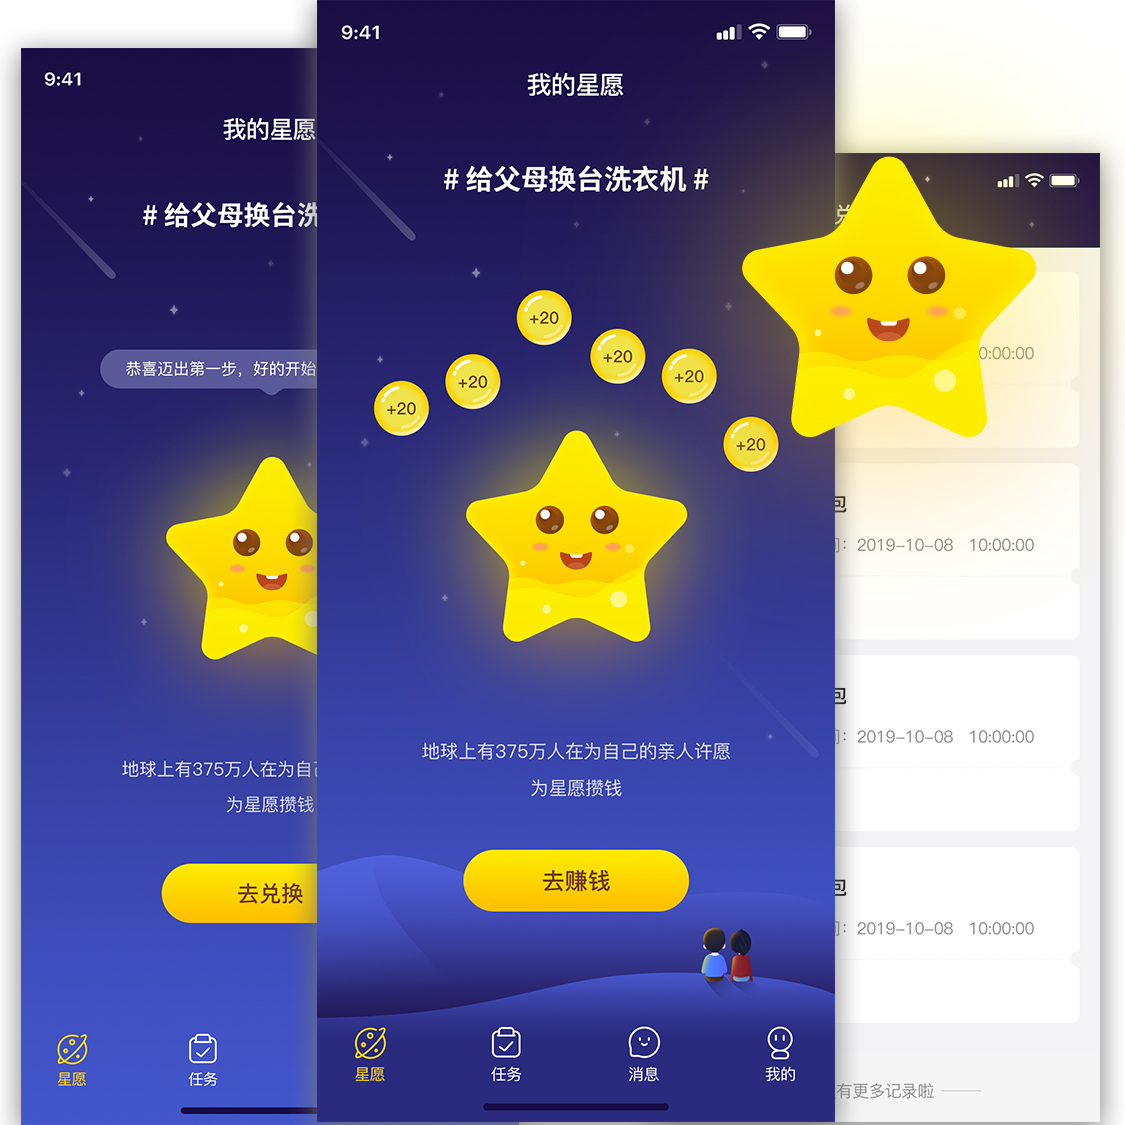 9:41
我的星愿
# 给父母换台洗
恭喜迈出第一步，好的开始
地球上有375万人在为自
为星愿攒钱
去兑换
星愿
任务
9:41
我的星愿
# 给父母换台洗衣机 #
+20
+20
+20
+20
+20
+20
地球上有375万人在为自己的亲人许愿
为星愿攒钱
去赚钱
星愿
任务
消息
我的
0:00:00
包
: 2019-10-08 10:00:00
包
: 2019-10-08 10:00:00
包
: 2019-10-08 10:00:00
有更多记录啦